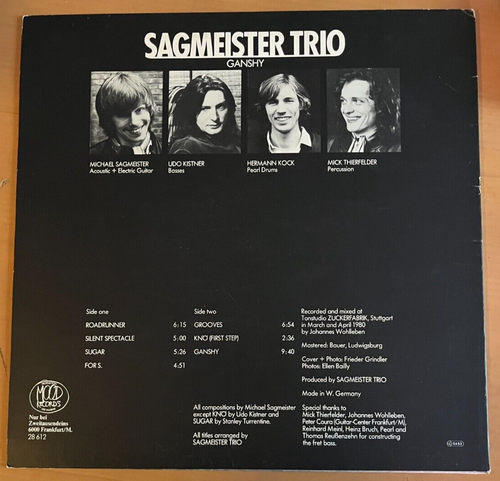 SAGMEISTER TRIO
GANSHY
MICHAEL SAGMEISTER
Acoustic + Electric Guitar
UDO KISTNER
Basses
HERMANN KOCK
Pearl Drums
MICK THIERFELDER
Percussion
Side one
ROADRUNNER 6:15
SILENT SPECTACLE 5:00
SUGAR 5:26
FOR S. 4:51
Side two
GROOVES 6:54
KNO (FIRST STEP) 2:36
GANSHY 9:40
Recorded and mixed at
Tonstudio ZUCKERFABRIK, Stuttgart
in March and April 1980
by Johannes Wohlleben
Mastered: Bauer, Ludwigsburg
Cover + Photo: Frieder Grindler
Photos: Ellen Bailly
Produced by SAGMEISTER TRIO
Made in W. Germany
MOOD
RECORDS
Nur bei
Zweitausendeins
6000 Frankfurt/M.
28 612
All compositions by Michael Sagmeister
except KNO by Udo Kistner and
SUGAR by Stanley Turrentine.
All titles arranged by
SAGMEISTER TRIO
Special thanks to
Mick Thierfelder, Johannes Wohlleben,
Peter Coura (Guitar-Center Frankfurt/M.),
Reinhard Meinl, Heinz Bruch, Pearl and
Thomas Reußenzehn for constructing
the fret bass.